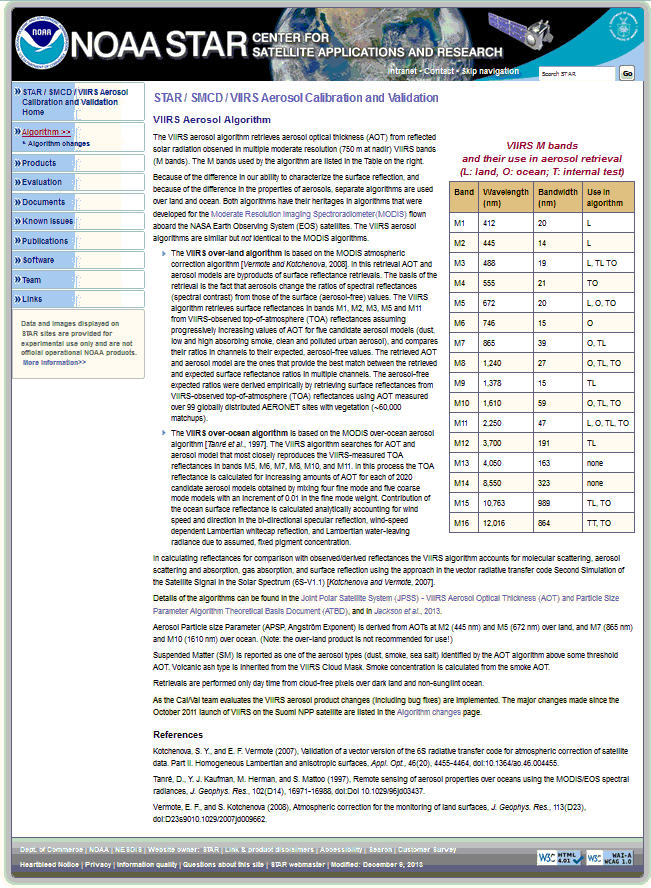 NOAA
NOAA STAR CENTER FOR
SATELLITE APPLICATIONS AND RESEARCH
Intranet • Contact • Skip navigation
Search STAR
Go
» STAR / SMCD / VIIRS Aerosol
Calibration and Validation
Home
» Algorithm >>
Algorithm changes
» Products
» Evaluation
» Documents
» Known Issues
» Publications
» Software
» Team
» Links
Data and images displayed on
STAR sites are provided for
experimental use only and are not
official operational NOAA products.
More information>>
STAR / SMCD / VIIRS Aerosol Calibration and Validation
VIIRS Aerosol Algorithm
The VIIRS aerosol algorithm retrieves aerosol optical thickness (AOT) from reflected
solar radiation observed in multiple moderate resolution (750 m at nadir) VIIRS bands
(M bands). The M bands used by the algorithm are listed in the Table on the right.
Because of the difference in our ability to characterize the surface reflection, and
because of the difference in the properties of aerosols, separate algorithms are used
over land and ocean. Both algorithms have their heritages in algorithms that were
developed for the Moderate Resolution Imaging Spectroradiometer(MODIS) flown
aboard the NASA Earth Observing System (EOS) satellites. The VIIRS aerosol
algorithms are similar but not identical to the MODIS algorithms.
The VIIRS over-land algorithm is based on the MODIS atmospheric
correction algorithm [Vermote and Kotchenova, 2008]. In this retrieval AOT and
aerosol models are byproducts of surface reflectance retrievals. The basis of the
retrieval is the fact that aerosols change the ratios of spectral reflectances
(spectral contrast) from those of the surface (aerosol-free) values. The VIIRS
algorithm retrieves surface reflectances in bands M1, M2, M3, M5 and M11
from VIIRS-observed top-of-atmosphere (TOA) reflectances assuming
progressively increasing values of AOT for five candidate aerosol models (dust,
low and high absorbing smoke, clean and polluted urban aerosol), and compares
their ratios in channels to their expected, aerosol-free values. The retrieved AOT
and aerosol model are the ones that provide the best match between the retrieved
and expected surface reflectance ratios in multiple channels. The aerosol-free
expected ratios were derived empirically by retrieving surface reflectances from
VIIRS-observed top-of-atmosphere (TOA) reflectances using AOT measured
over 99 globally distributed AERONET sites with vegetation (~60,000
matchups).
The VIIRS over-ocean algorithm is based on the MODIS over-ocean aerosol
algorithm [Tanré et al., 1997]. The VIIRS algorithm searches for AOT and
aerosol model that most closely reproduces the VIIRS-measured TOA
reflectances in bands M5, M6, M7, M8, M10, and M11. In this process the TOA
reflectance is calculated for increasing amounts of AOT for each of 2020
candidate aerosol models obtained by mixing four fine mode and five coarse
mode models with an increment of 0.01 in the fine mode weight. Contribution of
the ocean surface reflectance is calculated analytically accounting for wind
speed and direction in the bi-directional specular reflection, wind-speed
dependent Lambertian whitecap reflection, and Lambertian water-leaving
radiance due to assumed, fixed pigment concentration.
VIIRS M bands
and their use in aerosol retrieval
(L: land, O: ocean; T: internal test)
Band Wavelength (nm) Bandwidth (nm) Use in algorithm
M1 412 20 L
M2 445 14 L
M3 488 19 L, TL TO
M4 555 21 TO
M5 672 20 L, O, TO
M6 746 15 O
M7 865 39 O, TL
M8 1,240 27 O, TL, TO
M9 1,378 15 TL
M10 1,610 59 O, TL, TO
M11 2,250 47 L, O, TL, TO
M12 3,700 191 TL
M13 4,050 163 none
M14 8,550 323 none
M15 10,763 989 TL, TO
M16 12,016 864 TT, TO
In calculating reflectances for comparison with observed/derived reflectances the VIIRS algorithm accounts for molecular scattering, aerosol
scattering and absorption, gas absorption, and surface reflection using the approach in the vector radiative transfer code Second Simulation of
the Satellite Signal in the Solar Spectrum (6S-V1.1) [Kotchenova and Vermote, 2007].
Details of the algorithms can be found in the Joint Polar Satellite System (JPSS) - VIIRS Aerosol Optical Thickness (AOT) and Particle Size
Parameter Algorithm Theoretical Basis Document (ATBD), and in Jackson et al., 2013.
Aerosol Particle size Parameter (APSP, Angström Exponent) is derived from AOTs at M2 (445 nm) and M5 (672 nm) over land, and M7 (865 nm)
and M10 (1610 nm) over ocean. (Note: the over-land product is not recommended for use!)
Suspended Matter (SM) is reported as one of the aerosol types (dust, smoke, sea salt) identified by the AOT algorithm above some threshold
AOT. Volcanic ash type is inherited from the VIIRS Cloud Mask. Smoke concentration is calculated from the smoke AOT.
Retrievals are performed only day time from cloud-free pixels over dark land and non-sunglint ocean.
As the Cal/Val team evaluates the VIIRS aerosol product changes (including bug fixes) are implemented. The major changes made since the
October 2011 launch of VIIRS on the Suomi NPP satellite are listed in the Algorithm changes page.
References
Kotchenova, S. Y., and E. F. Vermote (2007), Validation of a vector version of the 6S radiative transfer code for atmospheric correction of satellite
data. Part II. Homogeneous Lambertian and anisotropic surfaces, Appl. Opt., 46(20), 4455-4464, doi:10.1364/ao.46.004455.
Tanré, D., Y. J. Kaufman, M. Herman, and S. Mattoo (1997), Remote sensing of aerosol properties over oceans using the MODIS/EOS spectral
radiances, J. Geophys. Res., 102(D14), 16971-16988, doi:Doi 10.1029/96jd03437.
Vermote, E. F., and S. Kotchenova (2008), Atmospheric correction for the monitoring of land surfaces, J. Geophys. Res., 113(D23),
doi:D23s9010.1029/2007jd009662.
Dept. of Commerce | NOAA | NESDIS | Website owner: STAR | Link & product disclaimers | Accessibility | Search | Customer Survey
Heartbleed Notice | Privacy | Information quality | Questions about this site | STAR webmaster | Modified: December 9, 2013
W3C HTML 4.01
W3C WAI-A WCAG 1.0